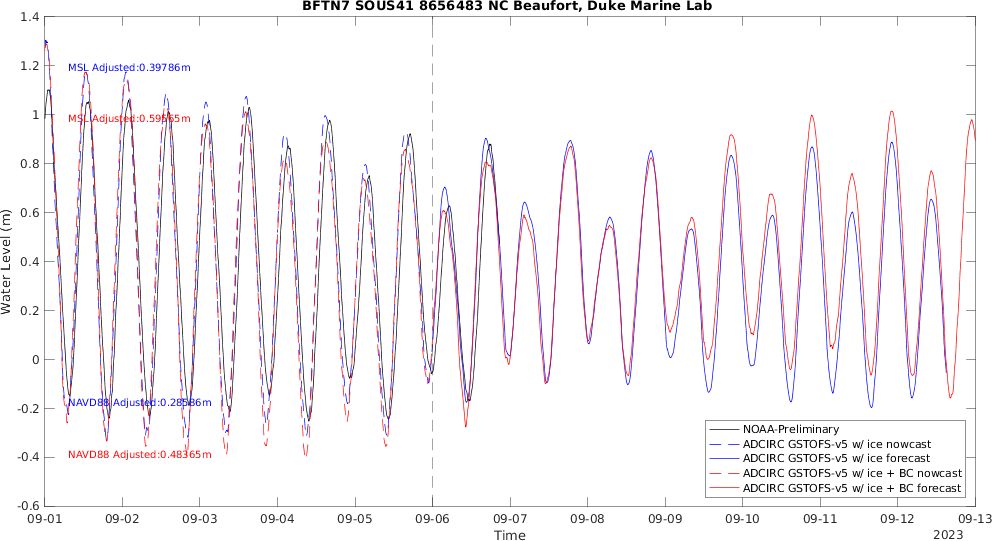 BFTN7 SOUS41 8656483 NC Beaufort, Duke Marine Lab
1.4
1.2
1
0.8
0.6
0.4
0.2
0
-0.2
-0.4
-0.6
Water Level (m)
MSL Adjusted:0.39786m
MSL Adjusted:0.59565m
NAVD88 Adjusted:0.28586m
NAVD88 Adjusted:0.48365m
NOAA-Preliminary
ADCIRC GSTOFS-v5 w/ ice nowcast
ADCIRC GSTOFS-v5 w/ ice forecast
ADCIRC GSTOFS-v5 w/ ice + BC nowcast
ADCIRC GSTOFS-v5 w/ ice + BC forecast
09-01 09-02 09-03 09-04 09-05 09-06 09-07 09-08 09-09 09-10 09-11 09-12 09-13
Time
2023